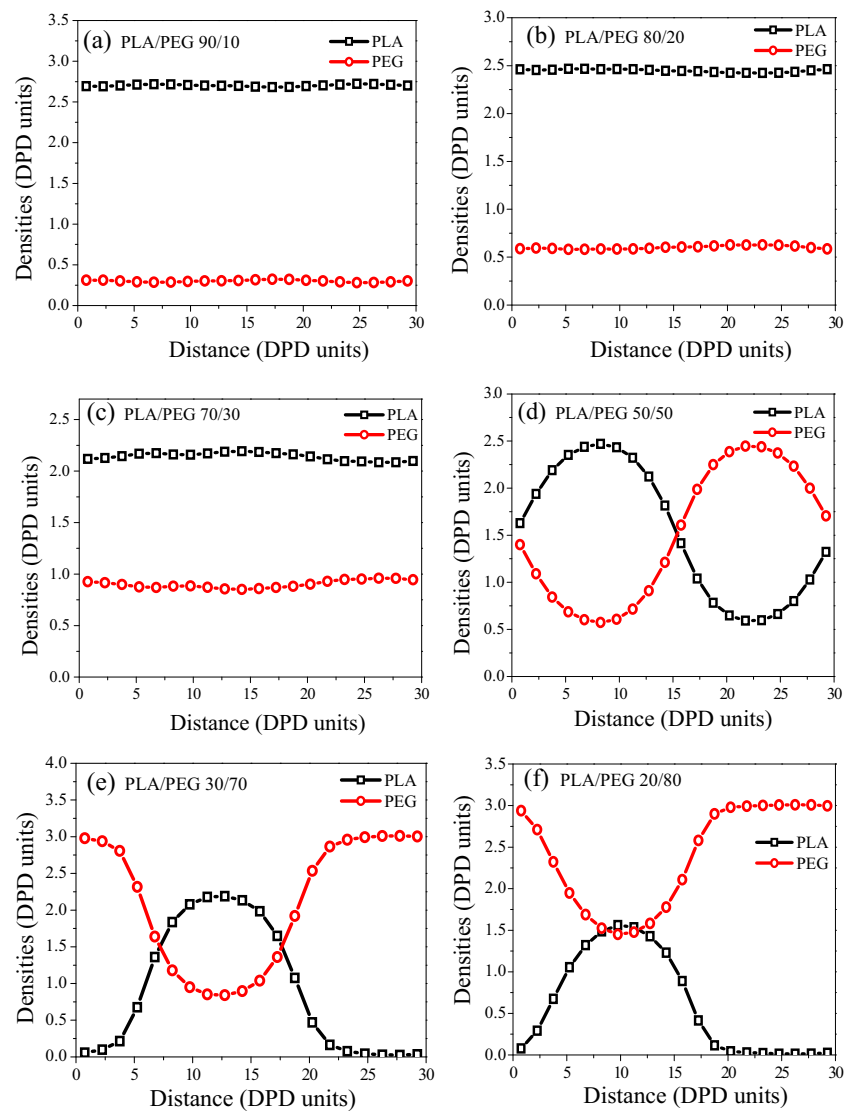 (a) PLA/PEG 90/10
PLA
PEG
3.5
3.0
2.5
2.0
1.5
1.0
0.5
0.0
0 5 10 15 20 25 30
Densities (DPD units)
Distance (DPD units)
(b) PLA/PEG 80/20
PLA
PEG
3.0
2.5
2.0
1.5
1.0
0.5
0.0
0 5 10 15 20 25 30
Densities (DPD units)
Distance (DPD units)
(c) PLA/PEG 70/30
PLA
PEG
2.5
2.0
1.5
1.0
0.5
0.0
0 5 10 15 20 25 30
Densities (DPD units)
Distance (DPD units)
(d) PLA/PEG 50/50
PLA
PEG
3.0
2.5
2.0
1.5
1.0
0.5
0.0
0 5 10 15 20 25 30
Densities (DPD units)
Distance (DPD units)
(e) PLA/PEG 30/70
PLA
PEG
4.0
3.5
3.0
2.5
2.0
1.5
1.0
0.5
0.0
0 5 10 15 20 25 30
Densities (DPD units)
Distance (DPD units)
(f) PLA/PEG 20/80
PLA
PEG
3.5
3.0
2.5
2.0
1.5
1.0
0.5
0.0
0 5 10 15 20 25 30
Densities (DPD units)
Distance (DPD units)